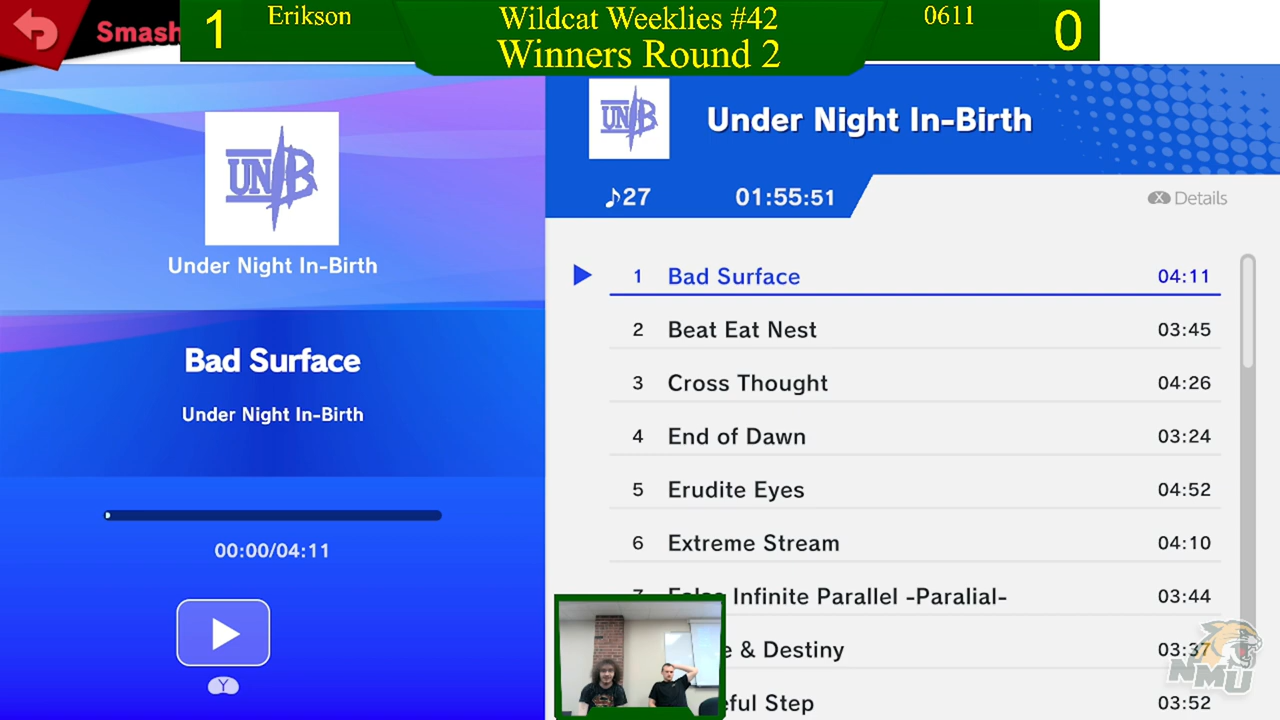 Smash
1
Erikson
Wildcat Weeklies #42
Winners Round 2
0611
0
UNIB
Under Night In-Birth
Bad Surface
Under Night In-Birth
00:00/04:11
Y
UNIB
Under Night In-Birth
♪27 01:55:51
X Details
1 Bad Surface 04:11
2 Beat Eat Nest 03:45
3 Cross Thought 04:26
4 End of Dawn 03:24
5 Erudite Eyes 04:52
6 Extreme Stream 04:10
Infinite Parallel -Paralial- 03:44
& Destiny 03:37
Step 03:52
NMU